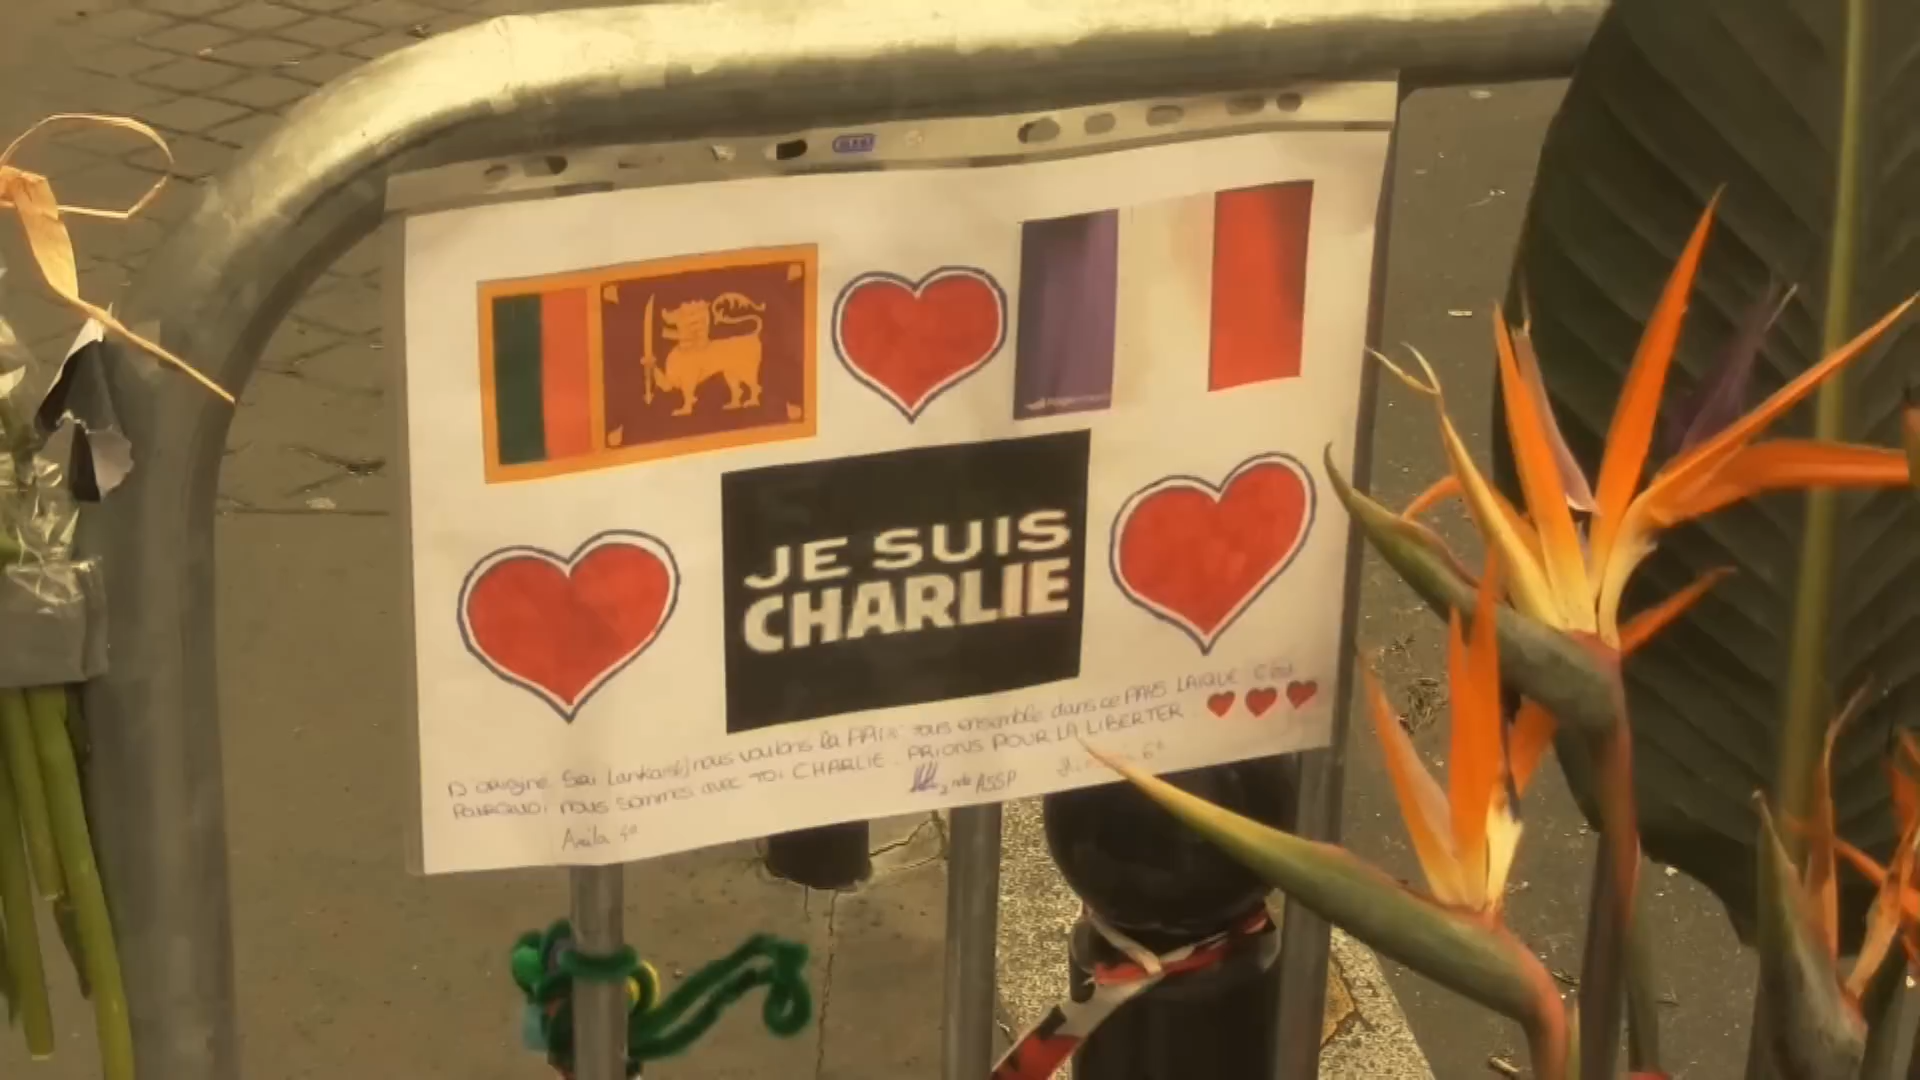 JE SUIS
CHARLIE
D'origine Sri Lankais(e) nous voulons la PAIX tous ensemble dans ce PAYS LAIQUE C'est
POURQUOI nous sommes avec TOI CHARLIE. PRIONS POUR LA LIBERTER
2nde ASSP